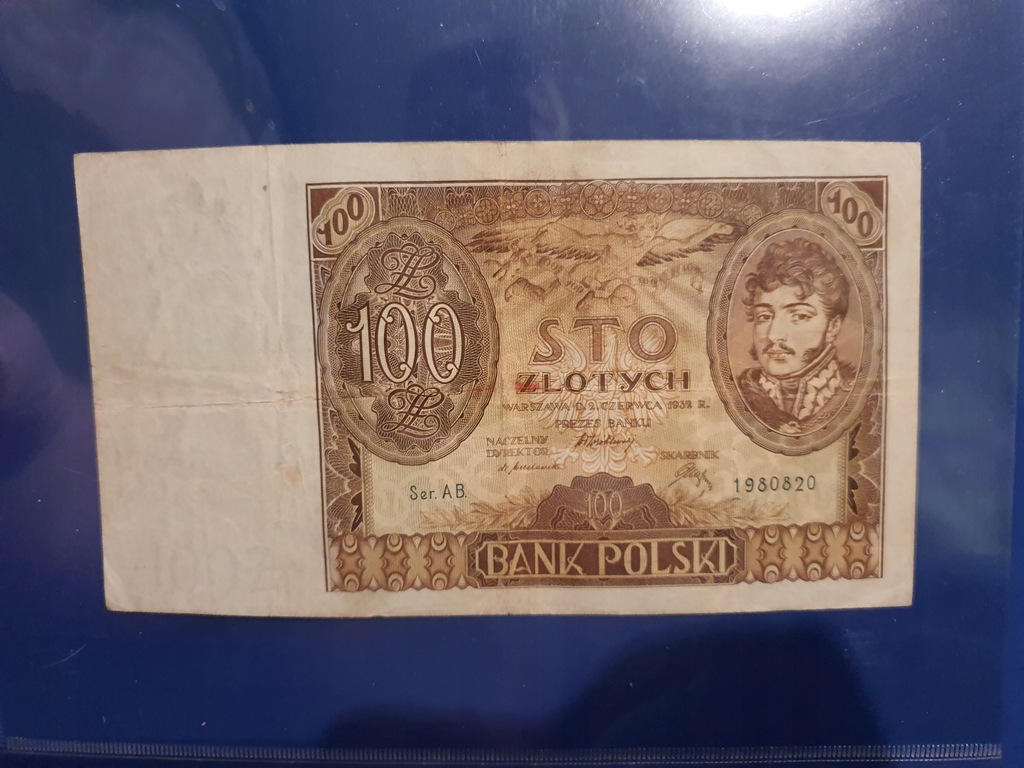 100
100
100
STO
ZŁOTYCH
WARSZAWA D. 2. CZERWCA 1932 R.
PREZES BANKU
NACZELNY
DYREKTOR
SKARBNIK
Ser. A B.
1980820
100
BANK POLSKI